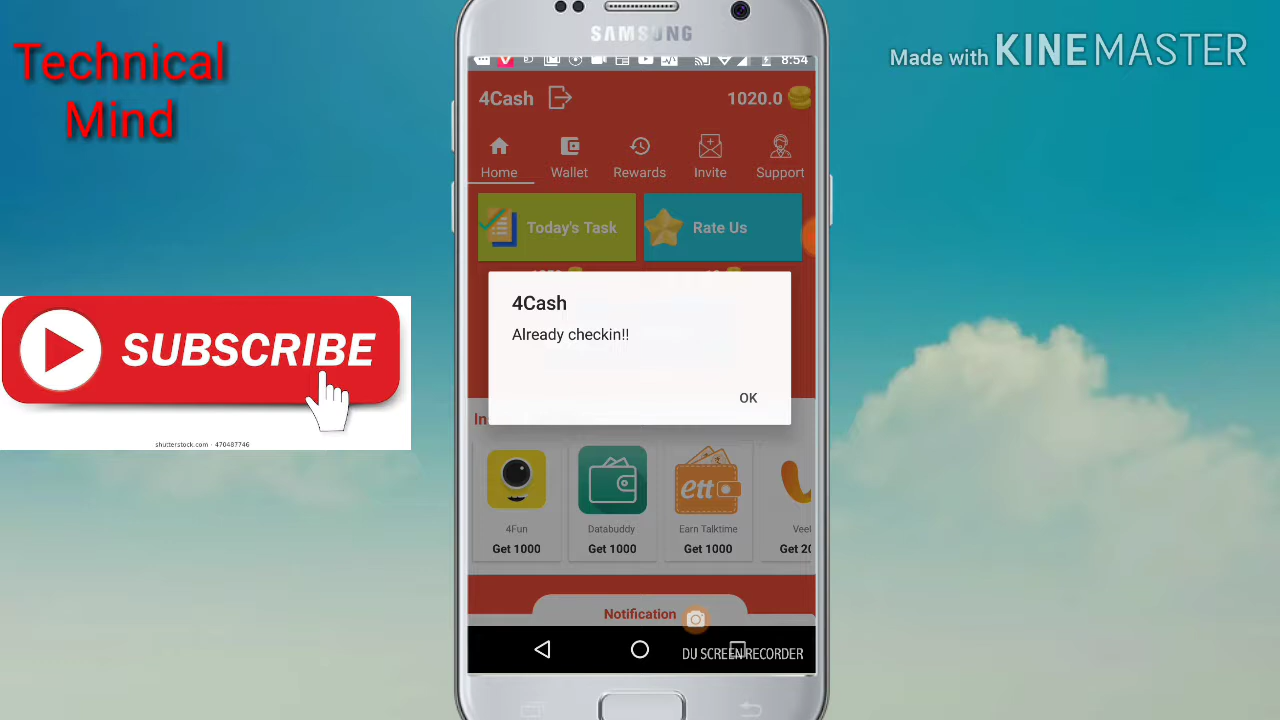 Technical
Mind
Made with KINEMASTER
SAMSUNG
8:54
4Cash
1020.0
Home
Wallet
Rewards
Invite
Support
Today's Task
Rate Us
4Cash
Already checkin!!
OK
SUBSCRIBE
shutterstock.com · 470487746
In
ett
4Fun
Databuddy
Earn Talktime
Get 1000
Get 1000
Get 1000
Notification
DU SCREEN RECORDER